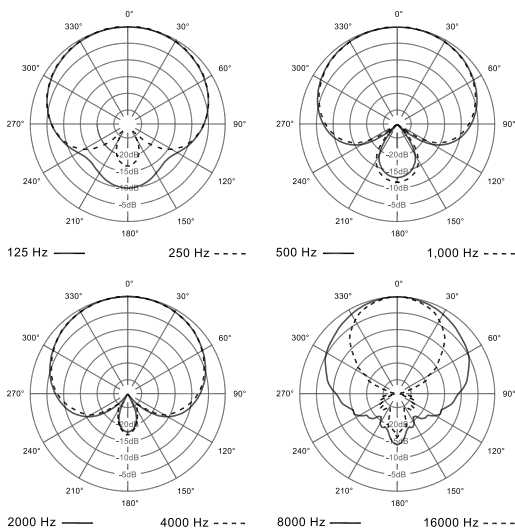 0°
0°
330°
30°
330°
30°
300°
60°
300°
60°
270°
90°
270°
90°
-20dB
-20dB
-15dB
-15dB
-10dB
-10dB
240°
120°
240°
120°
-5dB
-5dB
210°
150°
210°
150°
180°
180°
125 Hz
250 Hz
500 Hz
1,000 Hz
0°
0°
330°
30°
330°
30°
300°
60°
300°
60°
270°
90°
270°
90°
-20dB
-20dB
-15dB
-15dB
240°
120°
240°
120°
-10dB
-10dB
-5dB
-5dB
210°
150°
210°
150°
180°
180°
2000 Hz
4000 Hz
8000 Hz
16000 Hz